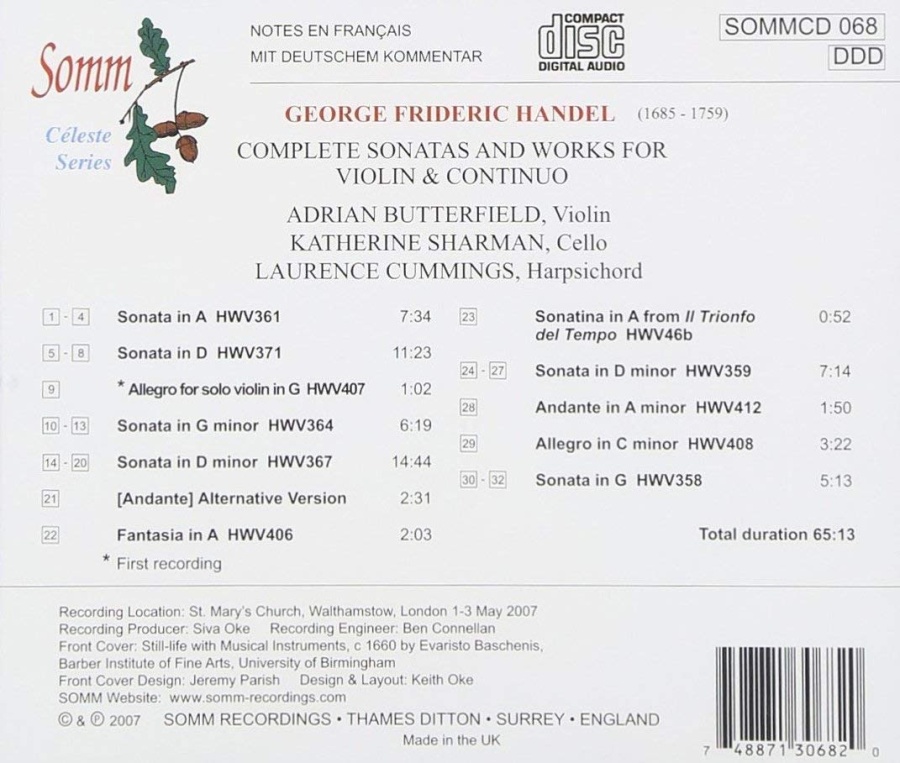 Somm
Céleste
Series
NOTES EN FRANÇAIS
MIT DEUTSCHEM KOMMENTAR
COMPACT
disc
DIGITAL AUDIO
SOMMCD 068
DDD
GEORGE FRIDERIC HANDEL (1685 - 1759)
COMPLETE SONATAS AND WORKS FOR
VIOLIN & CONTINUO
ADRIAN BUTTERFIELD, Violin
KATHERINE SHARMAN, Cello
LAURENCE CUMMINGS, Harpsichord
1 - 4 Sonata in A HWV361 7:34
5 - 8 Sonata in D HWV371 11:23
9 * Allegro for solo violin in G HWV407 1:02
10 - 13 Sonata in G minor HWV364 6:19
14 - 20 Sonata in D minor HWV367 14:44
21 [Andante] Alternative Version 2:31
22 Fantasia in A HWV406 2:03
* First recording
23 Sonatina in A from Il Trionfo 0:52
del Tempo HWV46b
24 - 27 Sonata in D minor HWV359 7:14
28 Andante in A minor HWV412 1:50
29 Allegro in C minor HWV408 3:22
30 - 32 Sonata in G HWV358 5:13
Total duration 65:13
Recording Location: St. Mary's Church, Walthamstow, London 1-3 May 2007
Recording Producer: Siva Oke Recording Engineer: Ben Connellan
Front Cover: Still-life with Musical Instruments, c 1660 by Evaristo Baschenis,
Barber Institute of Fine Arts, University of Birmingham
Front Cover Design: Jeremy Parish Design & Layout: Keith Oke
SOMM Website: www.somm-recordings.com
© & ℗ 2007 SOMM RECORDINGS • THAMES DITTON • SURREY • ENGLAND
Made in the UK
7 48871 30682 0